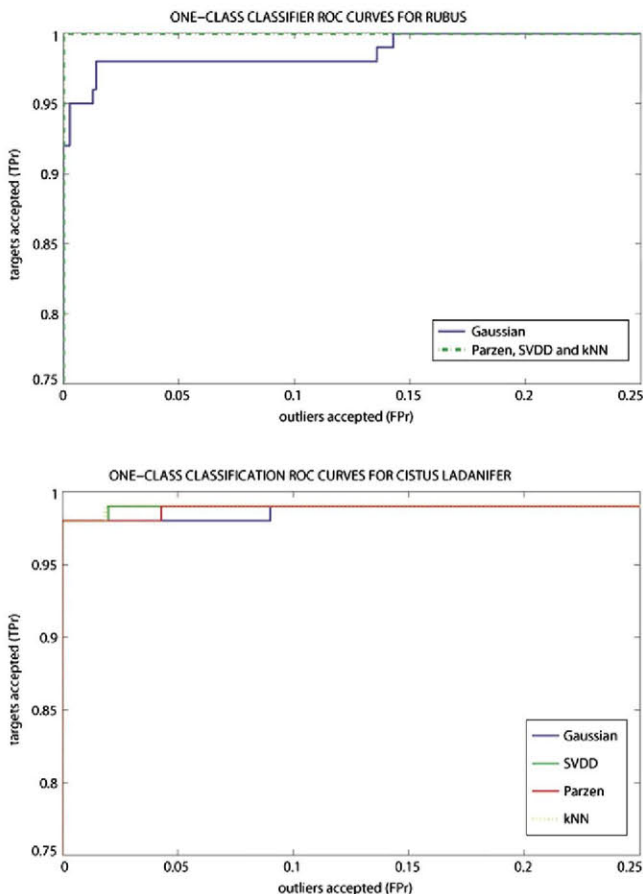 ONE-CLASS CLASSIFIER ROC CURVES FOR RUBUS
1
0.95
0.9
0.85
0.8
0.75
targets accepted (TPr)
Gaussian
Parzen, SVDD and kNN
0 0.05 0.1 0.15 0.2 0.25
outliers accepted (FPr)
ONE-CLASS CLASSIFICATION ROC CURVES FOR CISTUS LADANIFER
1
0.95
0.9
0.85
0.8
0.75
targets accepted (TPr)
Gaussian
SVDD
Parzen
kNN
0 0.05 0.1 0.15 0.2 0.25
outliers accepted (FPr)